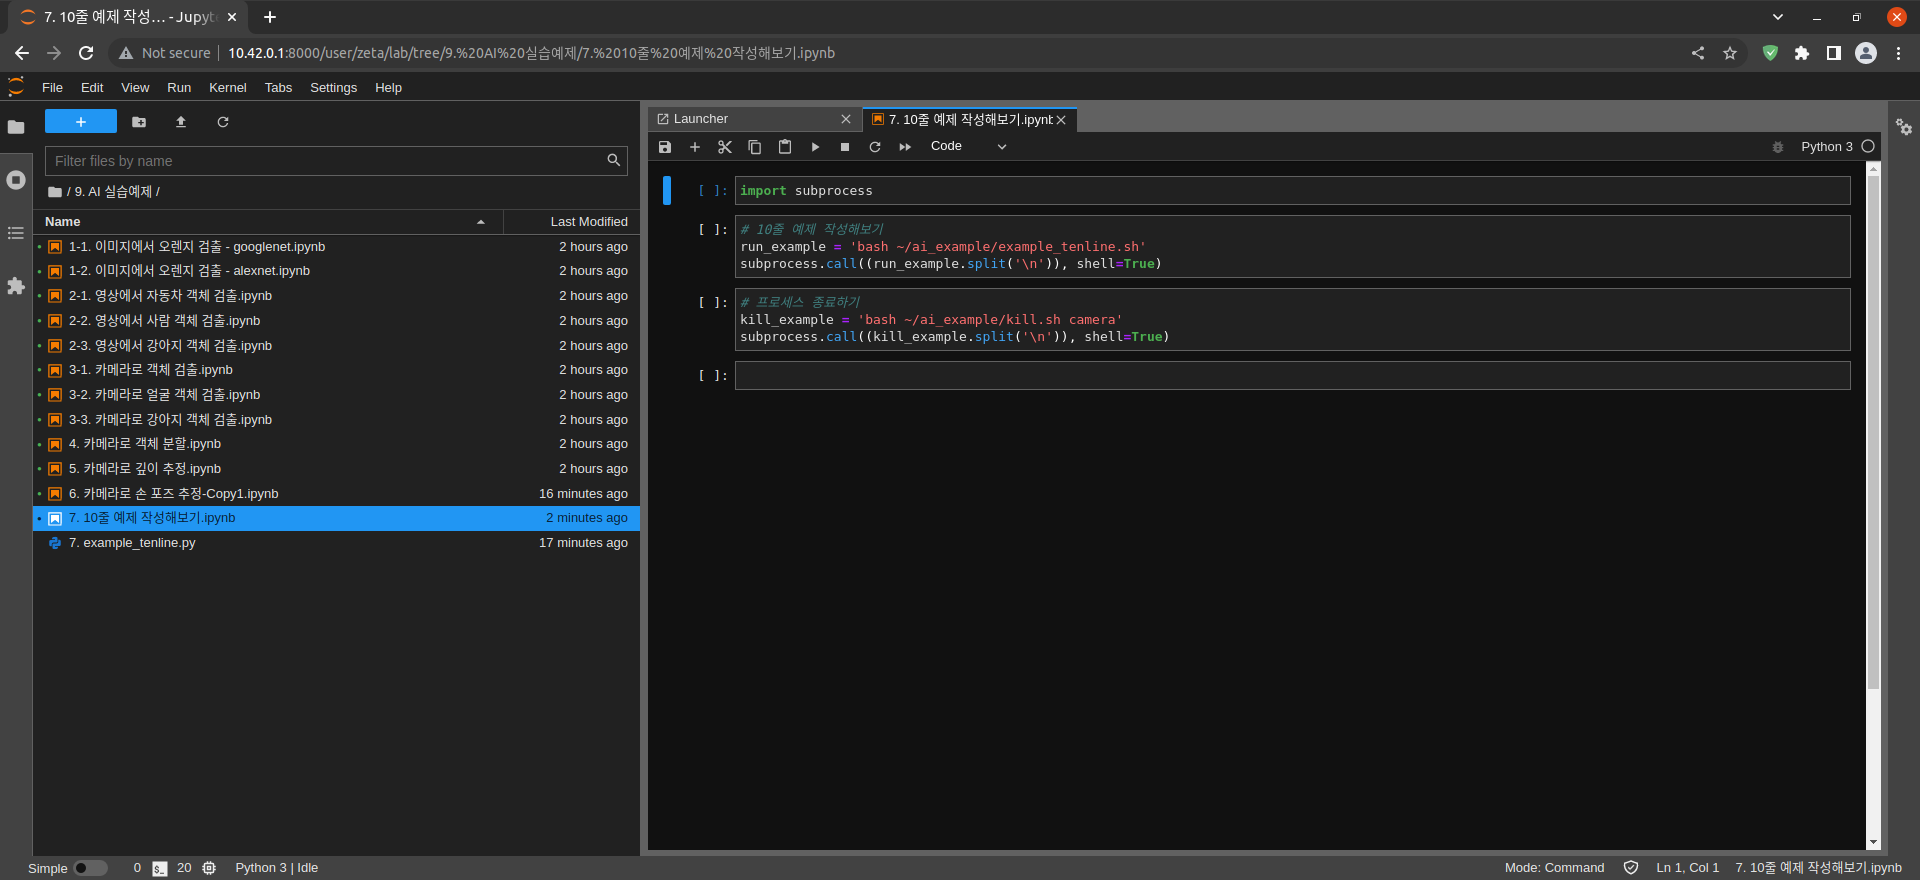 7. 10줄 예제 작성... - Jupyt
Not secure 10.42.0.1:8000/user/zeta/lab/tree/9.%20AI%20실습예제/7.%2010줄%20예제%20작성해보기.ipynb
File Edit View Run Kernel Tabs Settings Help
Filter files by name
/ 9. AI 실습예제 /
Name Last Modified
1-1. 이미지에서 오렌지 검출 - googlenet.ipynb 2 hours ago
1-2. 이미지에서 오렌지 검출 - alexnet.ipynb 2 hours ago
2-1. 영상에서 자동차 객체 검출.ipynb 2 hours ago
2-2. 영상에서 사람 객체 검출.ipynb 2 hours ago
2-3. 영상에서 강아지 객체 검출.ipynb 2 hours ago
3-1. 카메라로 객체 검출.ipynb 2 hours ago
3-2. 카메라로 얼굴 객체 검출.ipynb 2 hours ago
3-3. 카메라로 강아지 객체 검출.ipynb 2 hours ago
4. 카메라로 객체 분할.ipynb 2 hours ago
5. 카메라로 깊이 추정.ipynb 2 hours ago
6. 카메라로 손 포즈 추정-Copy1.ipynb 16 minutes ago
7. 10줄 예제 작성해보기.ipynb 2 minutes ago
7. example_tenline.py 17 minutes ago
Launcher
7. 10줄 예제 작성해보기.ipynb
Code
Python 3
[ ]: import subprocess
[ ]: # 10줄 예제 작성해보기
run_example = 'bash ~/ai_example/example_tenline.sh'
subprocess.call((run_example.split('\n')), shell=True)
[ ]: # 프로세스 종료하기
kill_example = 'bash ~/ai_example/kill.sh camera'
subprocess.call((kill_example.split('\n')), shell=True)
[ ]:
Simple 0 $_ 20 Python 3 | Idle
Mode: Command Ln 1, Col 1 7. 10줄 예제 작성해보기.ipynb